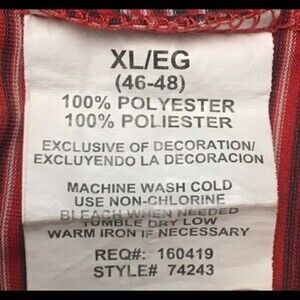 XL/EG
(46-48)
100% POLYESTER
100% POLIESTER
EXCLUSIVE OF DECORATION/
EXCLUYENDO LA DECORACION
MACHINE WASH COLD
USE NON-CHLORINE
BLEACH WHEN NEEDED
TUMBLE DRY LOW
WARM IRON IF NECESSARY
REQ#: 160419
STYLE# 74243